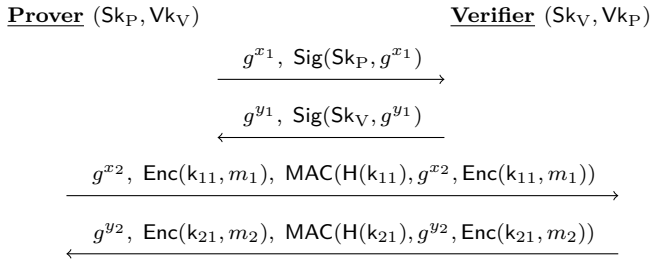 Prover (Sk_P, Vk_V) Verifier (Sk_V, Vk_P)
g^{x_1}, Sig(Sk_P, g^{x_1})
g^{y_1}, Sig(Sk_V, g^{y_1})
g^{x_2}, Enc(k_{11}, m_1), MAC(H(k_{11}), g^{x_2}, Enc(k_{11}, m_1))
g^{y_2}, Enc(k_{21}, m_2), MAC(H(k_{21}), g^{y_2}, Enc(k_{21}, m_2))